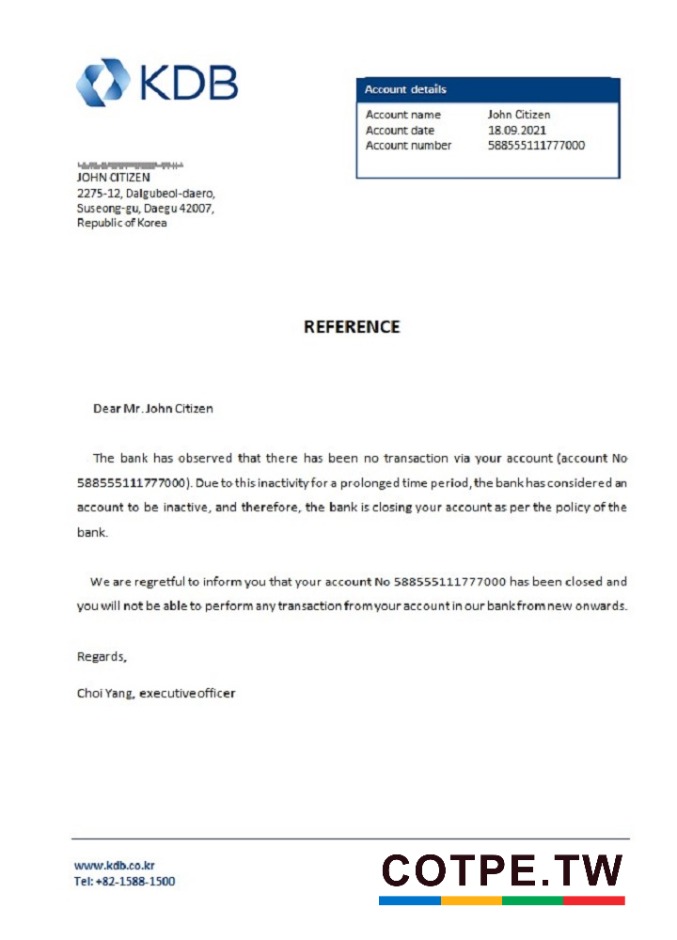 KDB
Account details
Account name John Citizen
Account date 18.09.2021
Account number 588555111777000
JOHN CITIZEN
2275-12, Dalgubeol-daero,
Suseong-gu, Daegu 42007,
Republic of Korea
REFERENCE
Dear Mr. John Citizen
The bank has observed that there has been no transaction via your account (account No
588555111777000). Due to this inactivity for a prolonged time period, the bank has considered an
account to be inactive, and therefore, the bank is closing your account as per the policy of the
bank.
We are regretful to inform you that your account No 588555111777000 has been closed and
you will not be able to perform any transaction from your account in our bank from new onwards.
Regards,
Choi Yang, executive officer
www.kdb.co.kr
Tel: +82-1588-1500
COTPE.TW